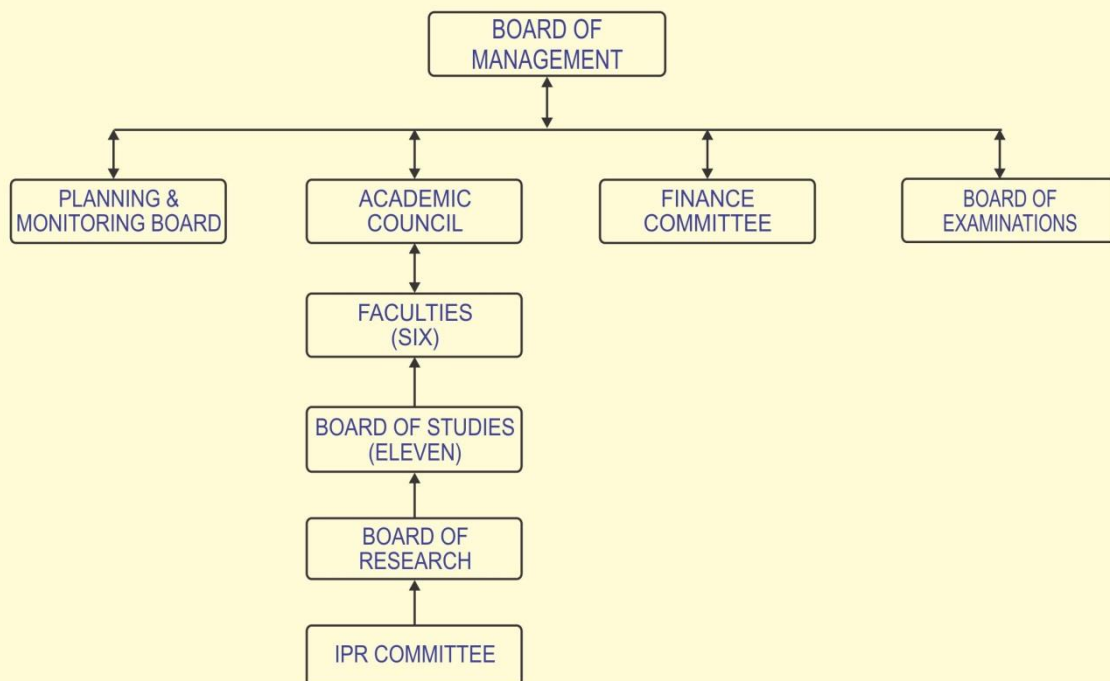 BOARD OF
MANAGEMENT
PLANNING &
MONITORING BOARD
ACADEMIC
COUNCIL
FINANCE
COMMITTEE
BOARD OF
EXAMINATIONS
FACULTIES
(SIX)
BOARD OF STUDIES
(ELEVEN)
BOARD OF
RESEARCH
IPR COMMITTEE